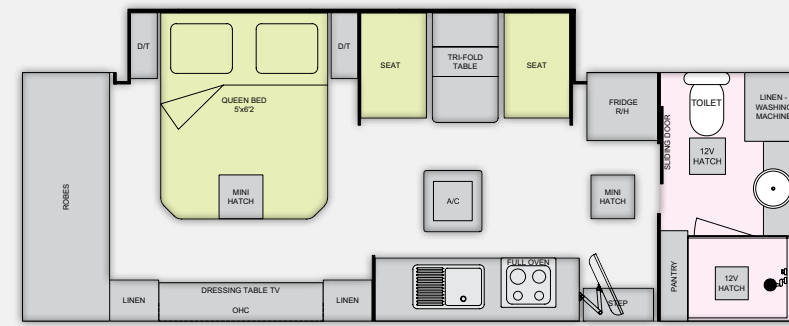 D/T
D/T
SEAT
TRI-FOLD
TABLE
SEAT
QUEEN BED
5'x6'2
FRIDGE
R/H
TOILET
LINEN -
WASHING
MACHINE
SLIDING DOOR
12V
HATCH
ROBES
MINI
HATCH
A/C
MINI
HATCH
FULL OVEN
PANTRY
12V
HATCH
LINEN
DRESSING TABLE TV
OHC
LINEN
STEP